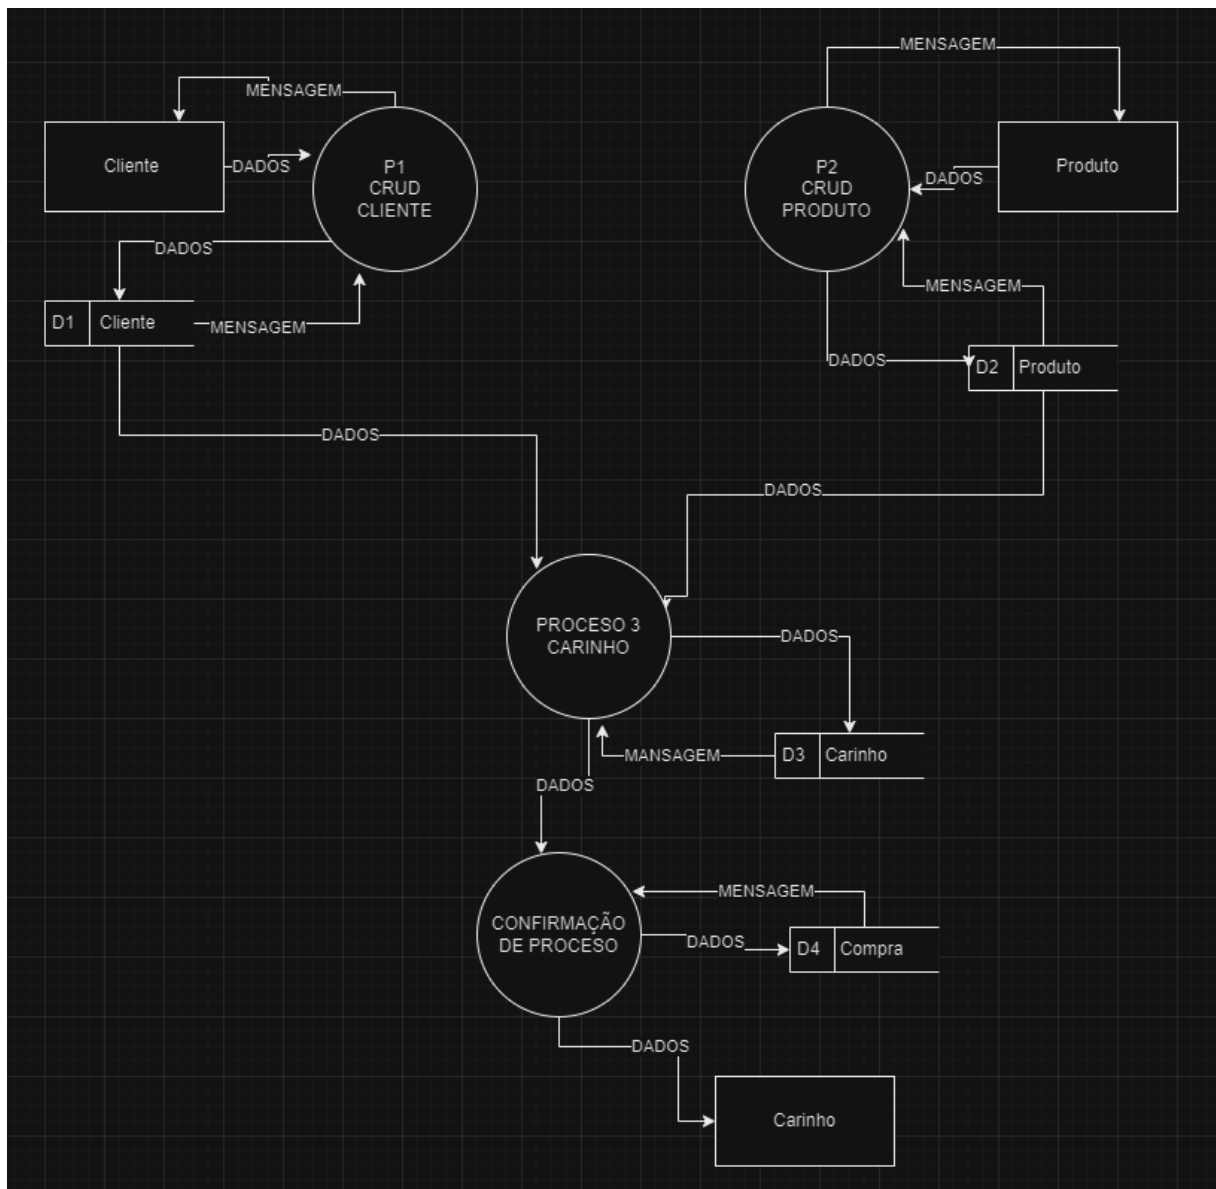 MENSAGEM
MENSAGEM
Cliente
DADOS
P1
CRUD
CLIENTE
P2
CRUD
PRODUTO
DADOS
Produto
DADOS
D1
Cliente
MENSAGEM
MENSAGEM
DADOS
D2
Produto
DADOS
DADOS
PROCESO 3
CARINHO
DADOS
MANSAGEM
D3
Carinho
DADOS
MENSAGEM
CONFIRMAÇÃO
DE PROCESO
DADOS
D4
Compra
DADOS
Carinho